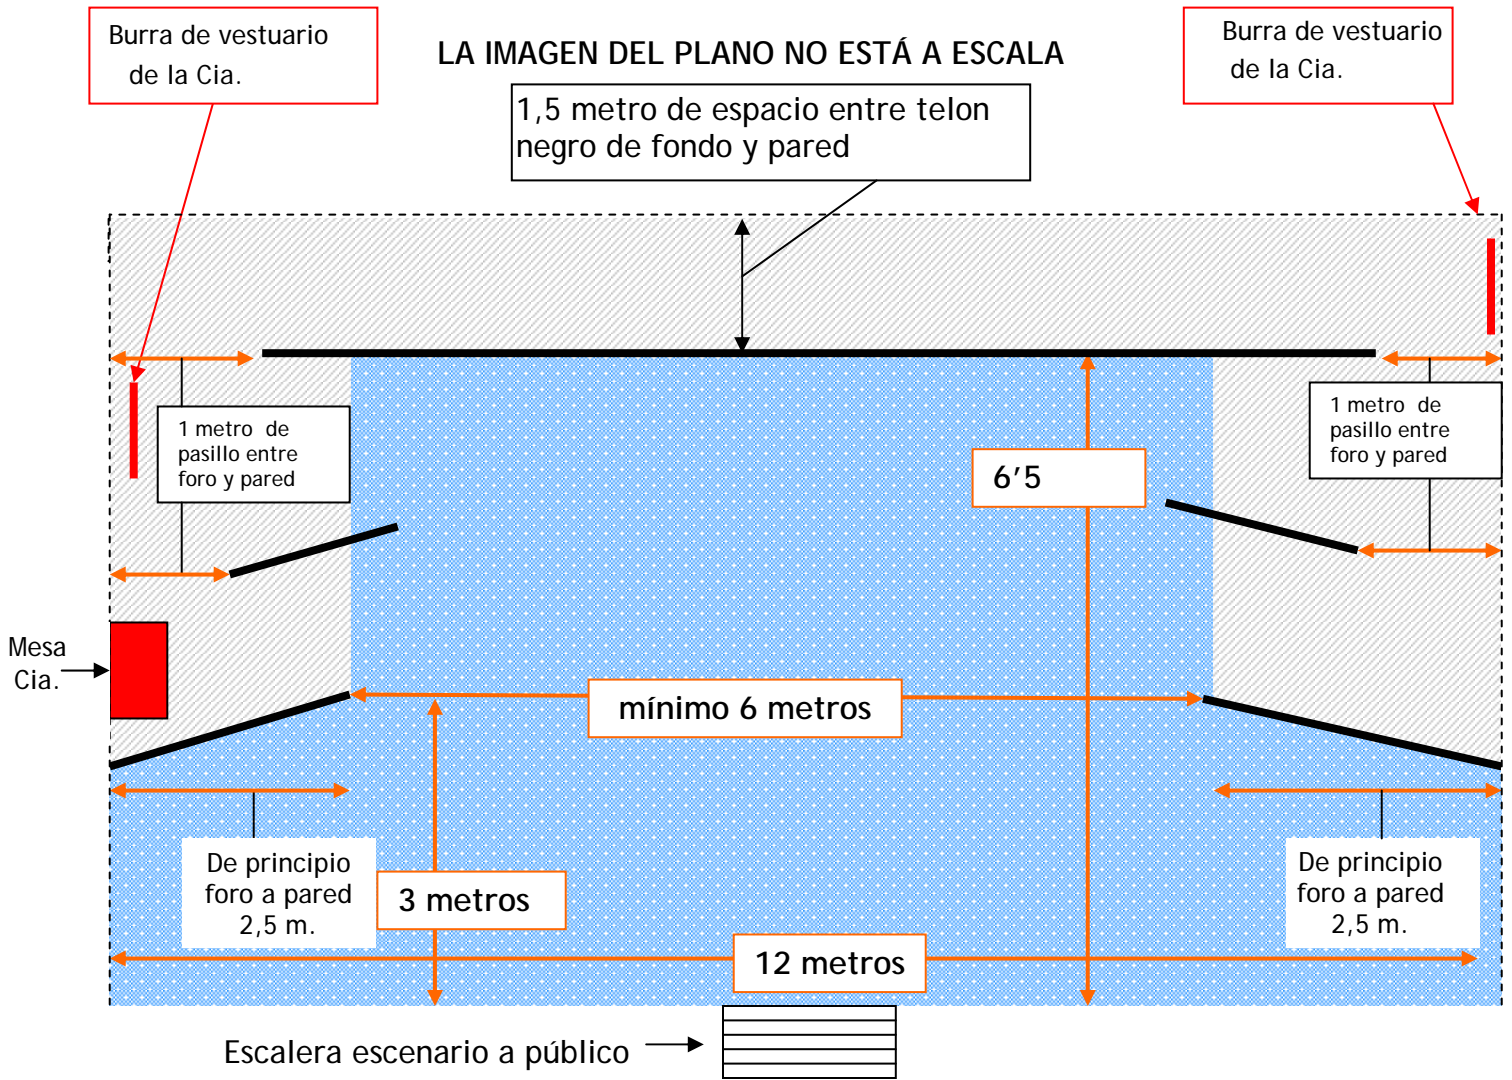 Burra de vestuario
de la Cia.
LA IMAGEN DEL PLANO NO ESTÁ A ESCALA
Burra de vestuario
de la Cia.
1,5 metro de espacio entre telon
negro de fondo y pared
1 metro de
pasillo entre
foro y pared
1 metro de
pasillo entre
foro y pared
6’5
Mesa
Cia.
mínimo 6 metros
De principio
foro a pared
2,5 m.
3 metros
De principio
foro a pared
2,5 m.
12 metros
Escalera escenario a público